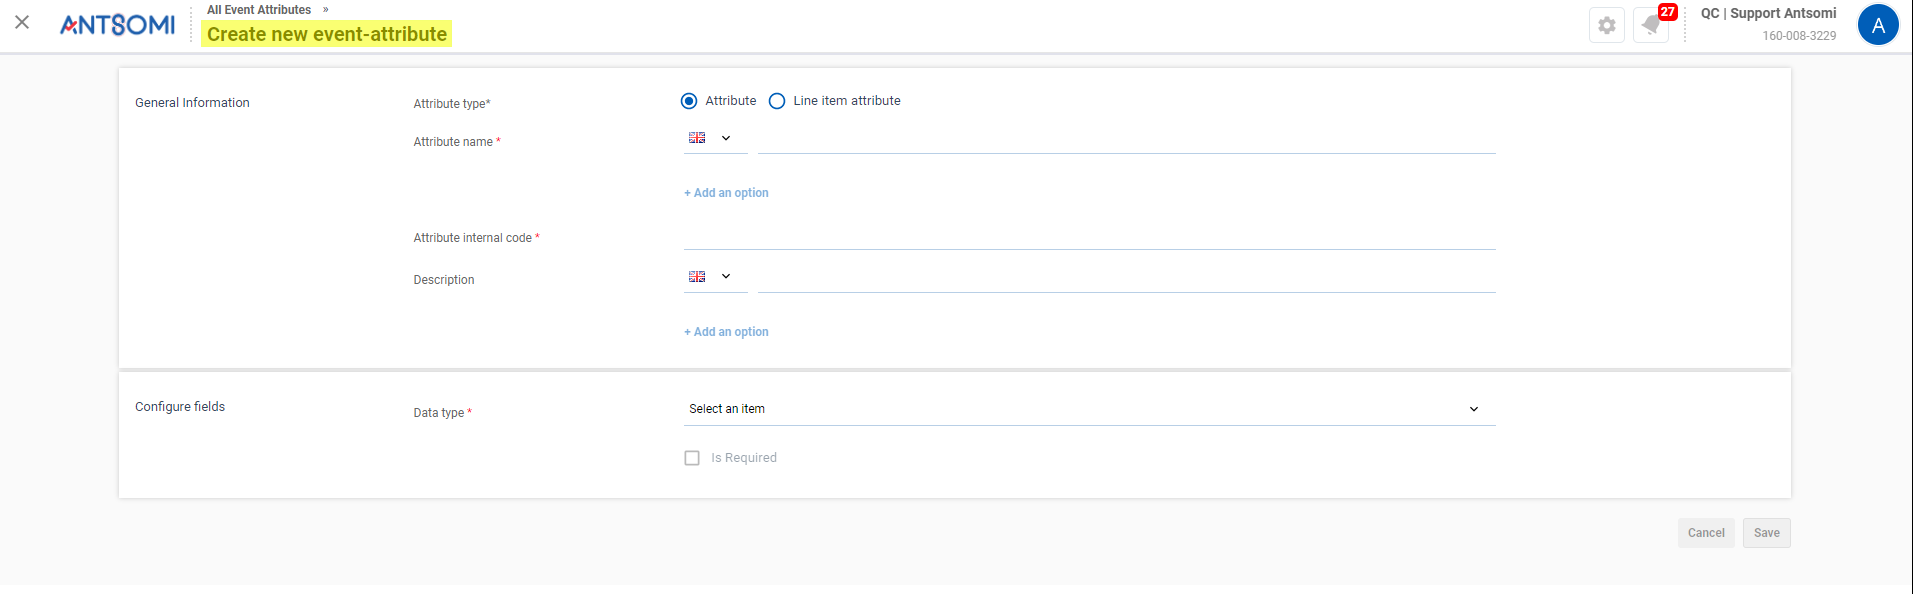 ANTSOMI
All Event Attributes »
Create new event-attribute
27
QC | Support Antsomi
160-008-3229
A
General Information
Attribute type*
Attribute
Line item attribute
Attribute name *
+ Add an option
Attribute internal code *
Description
+ Add an option
Configure fields
Data type *
Select an item
Is Required
Cancel
Save